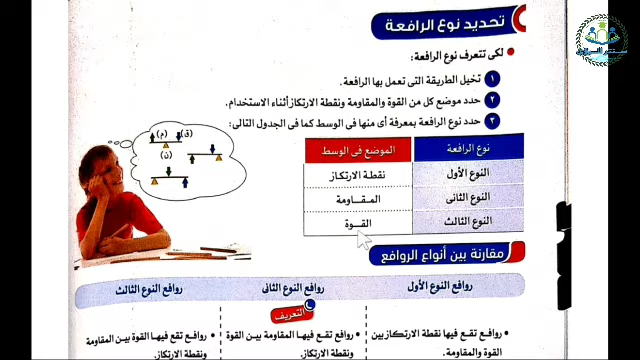 تحديد نوع الرافعة
لكى تتعرف نوع الرافعة:
١ تخيل الطريقة التى تعمل بها الرافعة.
٢ حدد موضع كل من القوة والمقاومة ونقطة الارتكاز أثناء الاستخدام.
٣ حدد نوع الرافعة بمعرفة أى منها فى الوسط كما فى الجدول التالى:
نوع الرافعة الموضع فى الوسط
النوع الأول نقطة الارتكاز
النوع الثانى المقاومة
النوع الثالث القوة
(ق) (م)
(ن)
مقارنة بين أنواع الروافع
روافع النوع الأول روافع النوع الثانى روافع النوع الثالث
التعريف
• روافع تقع فيها نقطة الارتكاز بين • روافع تقع فيها المقاومة بين القوة • روافع تقع فيها القوة بين المقاومة
القوة والمقاومة. ونقطة الارتكاز. ونقطة الارتكاز.